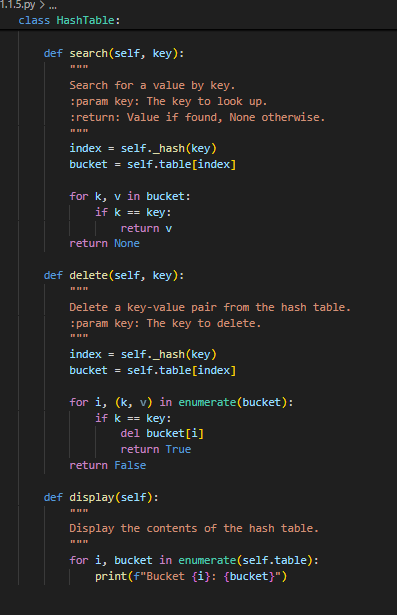 1.1.5.py > ...
class HashTable:
    def search(self, key):
        """
        Search for a value by key.
        :param key: The key to look up.
        :return: Value if found, None otherwise.
        """
        index = self._hash(key)
        bucket = self.table[index]

        for k, v in bucket:
            if k == key:
                return v
        return None

    def delete(self, key):
        """
        Delete a key-value pair from the hash table.
        :param key: The key to delete.
        """
        index = self._hash(key)
        bucket = self.table[index]

        for i, (k, v) in enumerate(bucket):
            if k == key:
                del bucket[i]
                return True
        return False

    def display(self):
        """
        Display the contents of the hash table.
        """
        for i, bucket in enumerate(self.table):
            print(f"Bucket {i}: {bucket}")